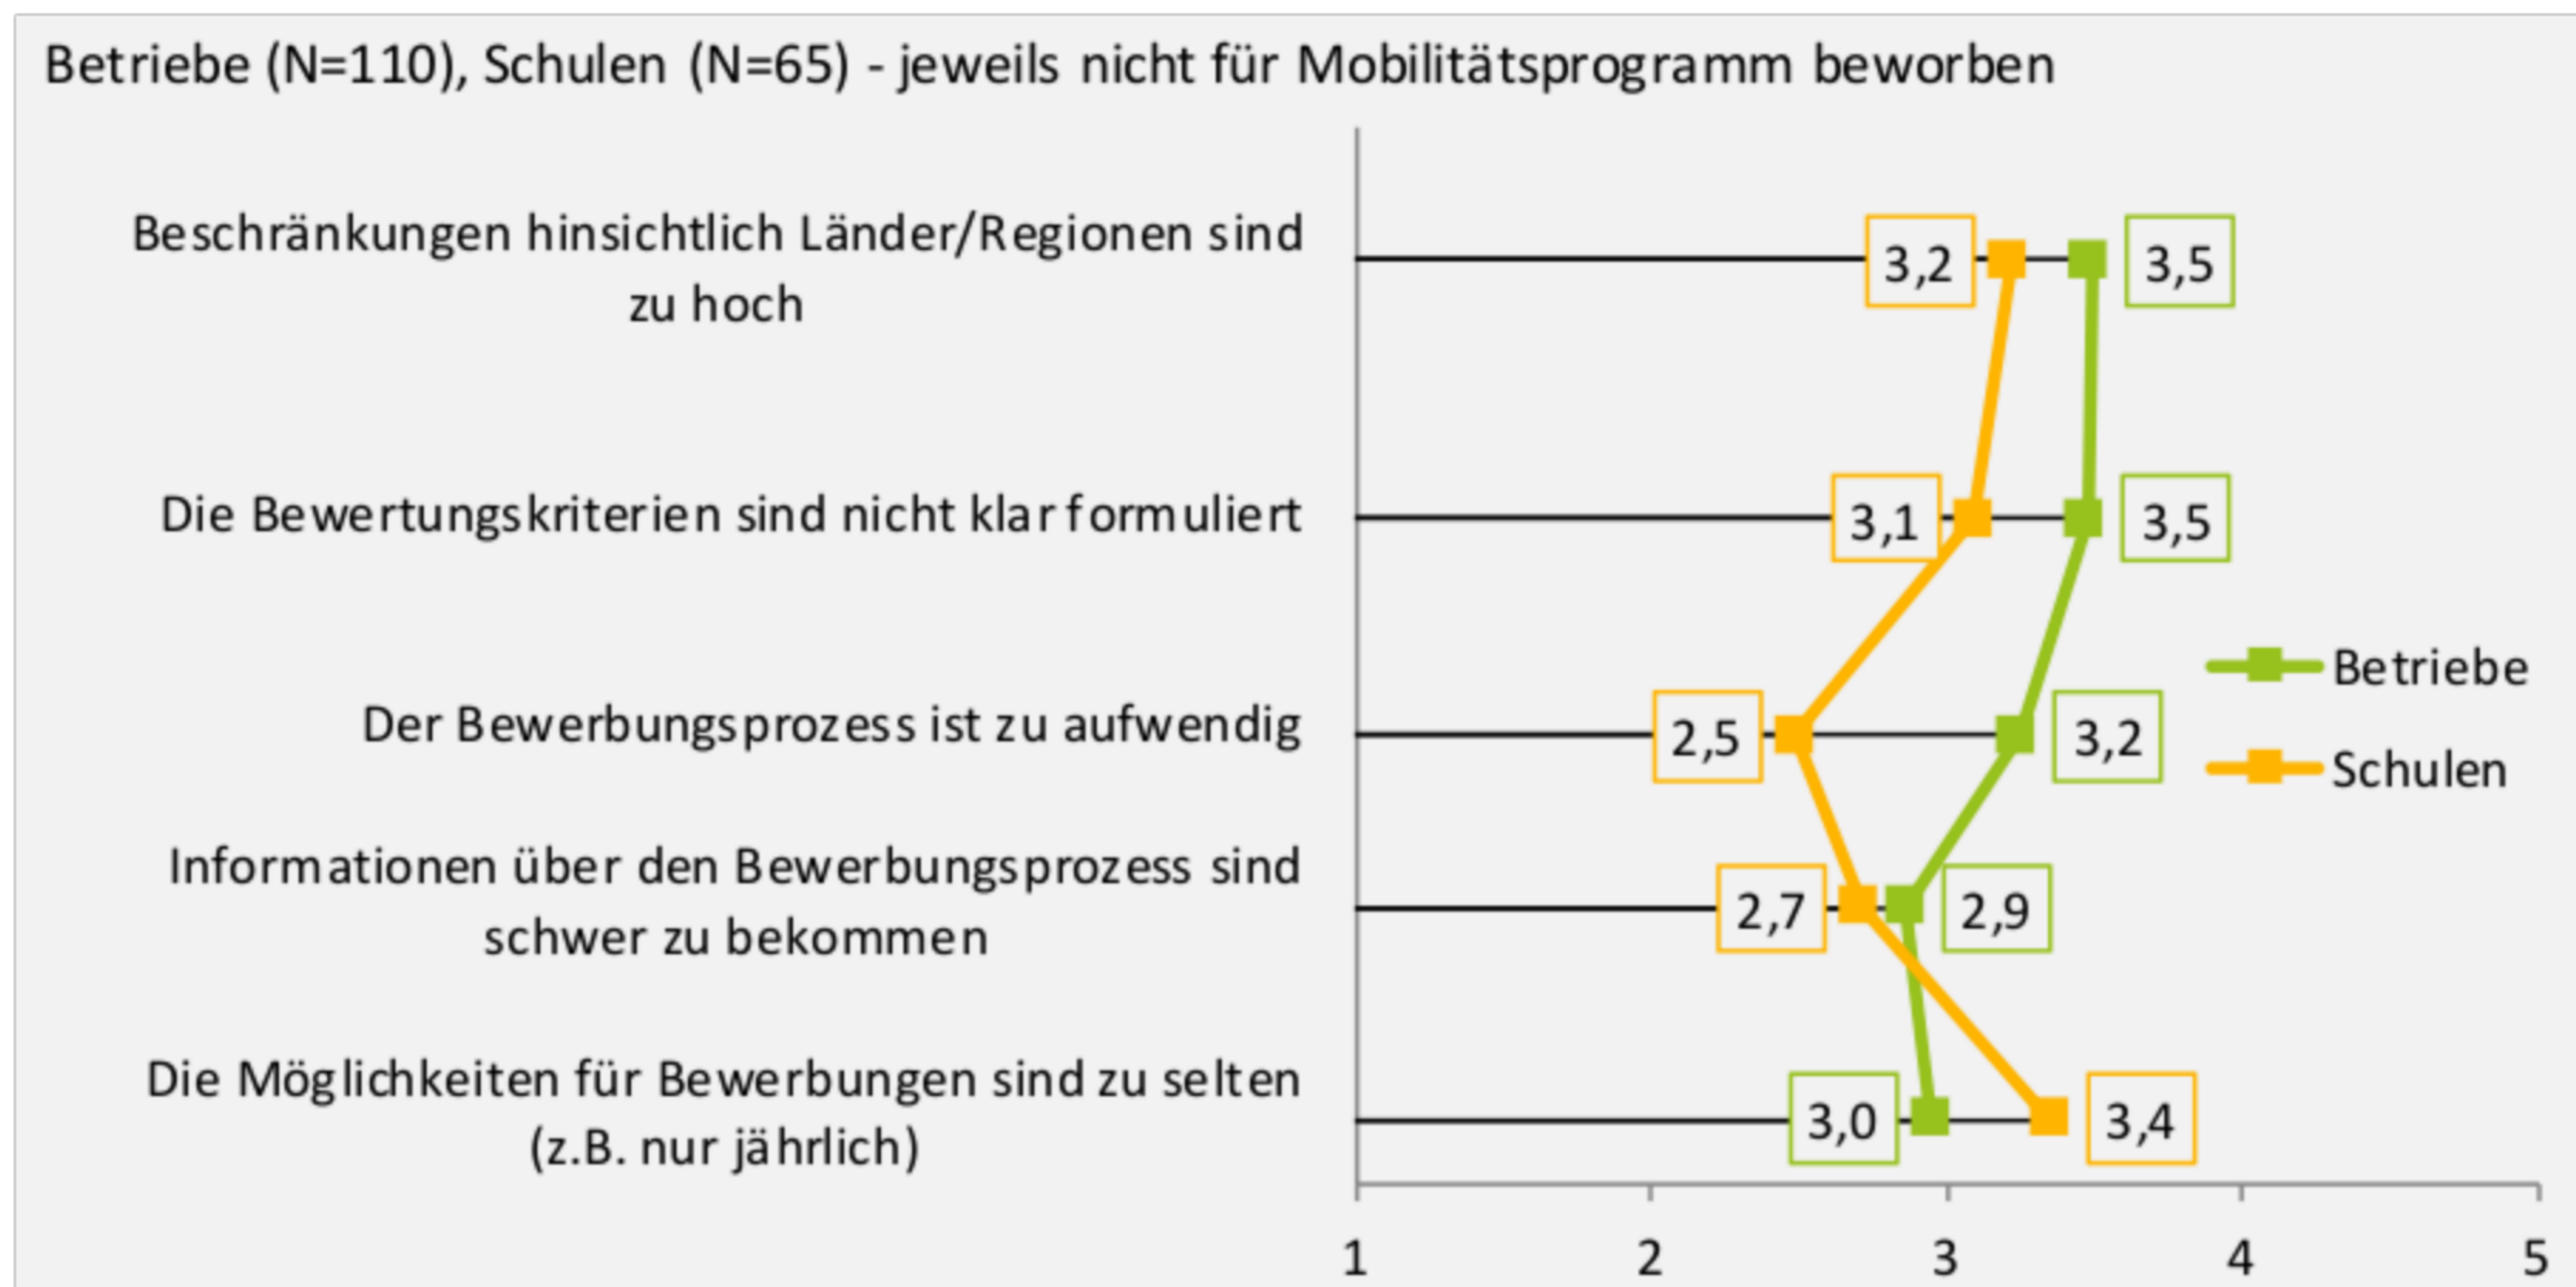 Betriebe (N=110), Schulen (N=65) - jeweils nicht für Mobilitätsprogramm beworben
Beschränkungen hinsichtlich Länder/Regionen sind
zu hoch
3,2
3,5
Die Bewertungskriterien sind nicht klar formuliert
3,1
3,5
Der Bewerbungsprozess ist zu aufwendig
2,5
3,2
Betriebe
Schulen
Informationen über den Bewerbungsprozess sind
schwer zu bekommen
2,7
2,9
Die Möglichkeiten für Bewerbungen sind zu selten
(z.B. nur jährlich)
3,0
3,4
1 2 3 4 5